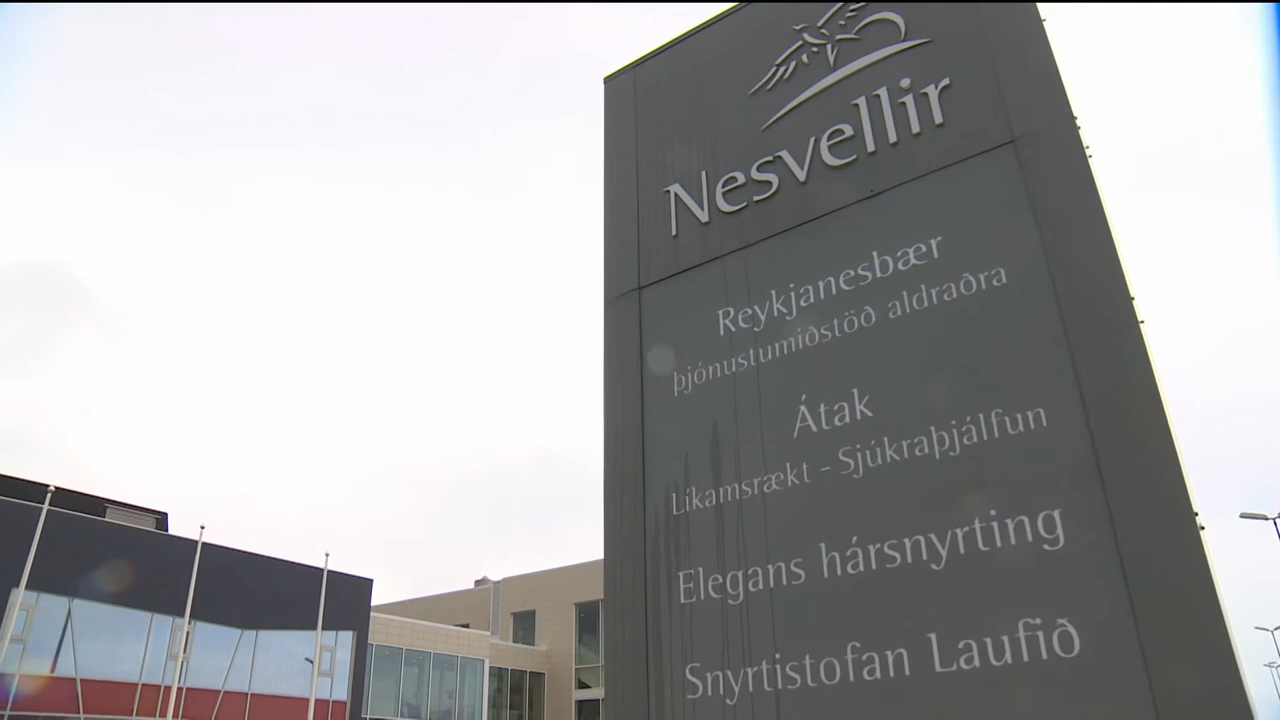 Nesvellir
Reykjanesbær
þjónustumiðstöð aldraðra
Átak
Líkamsrækt - Sjúkraþjálfun
Elegans hársnyrting
Snyrtistofan Laufið